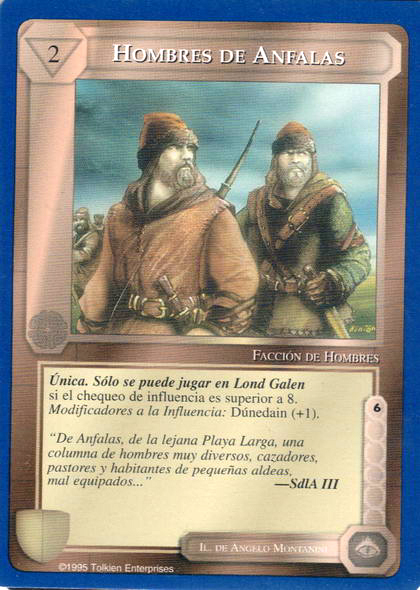 2
HOMBRES DE ANFALAS
FACCIÓN DE HOMBRES
Única. Sólo se puede jugar en Lond Galen
si el chequeo de influencia es superior a 8.
Modificadores a la Influencia: Dúnedain (+1).
6
"De Anfalas, de la lejana Playa Larga, una
columna de hombres muy diversos, cazadores,
pastores y habitantes de pequeñas aldeas,
mal equipados..." —SdlA III
IL. DE ANGELO MONTANINI
©1995 Tolkien Enterprises